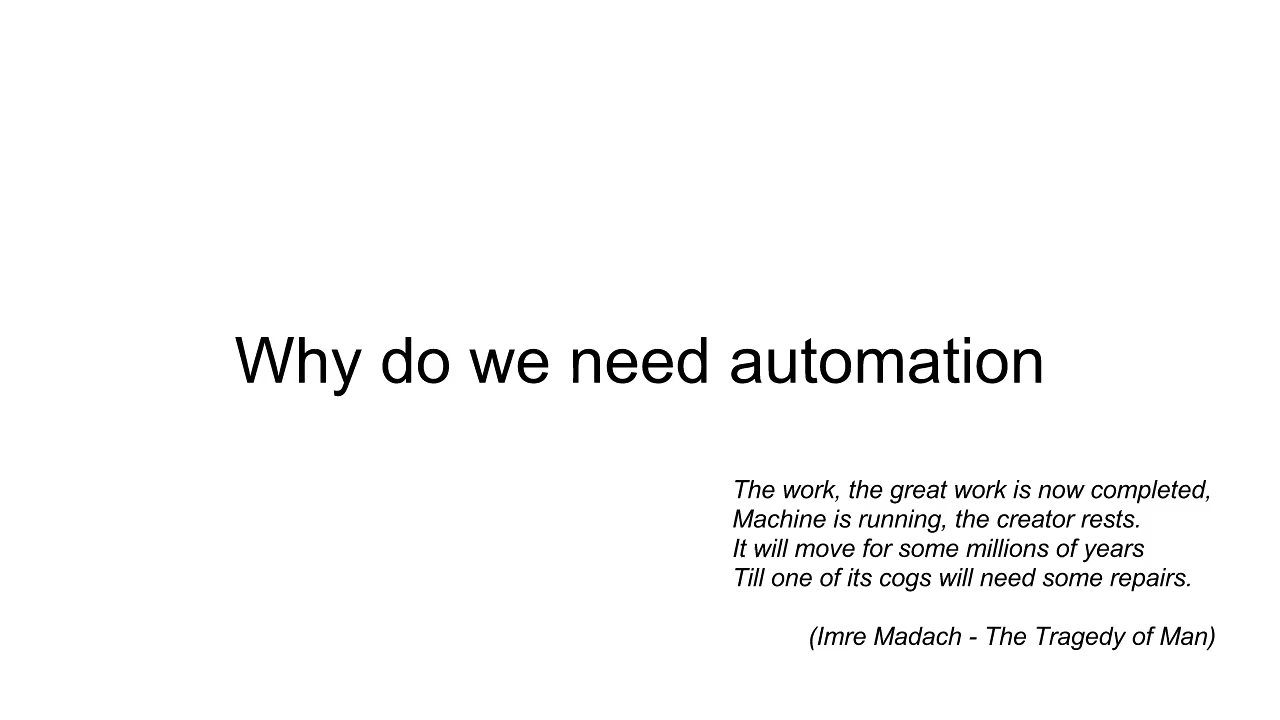 Why do we need automation
The work, the great work is now completed,
Machine is running, the creator rests.
It will move for some millions of years
Till one of its cogs will need some repairs.
(Imre Madach - The Tragedy of Man)